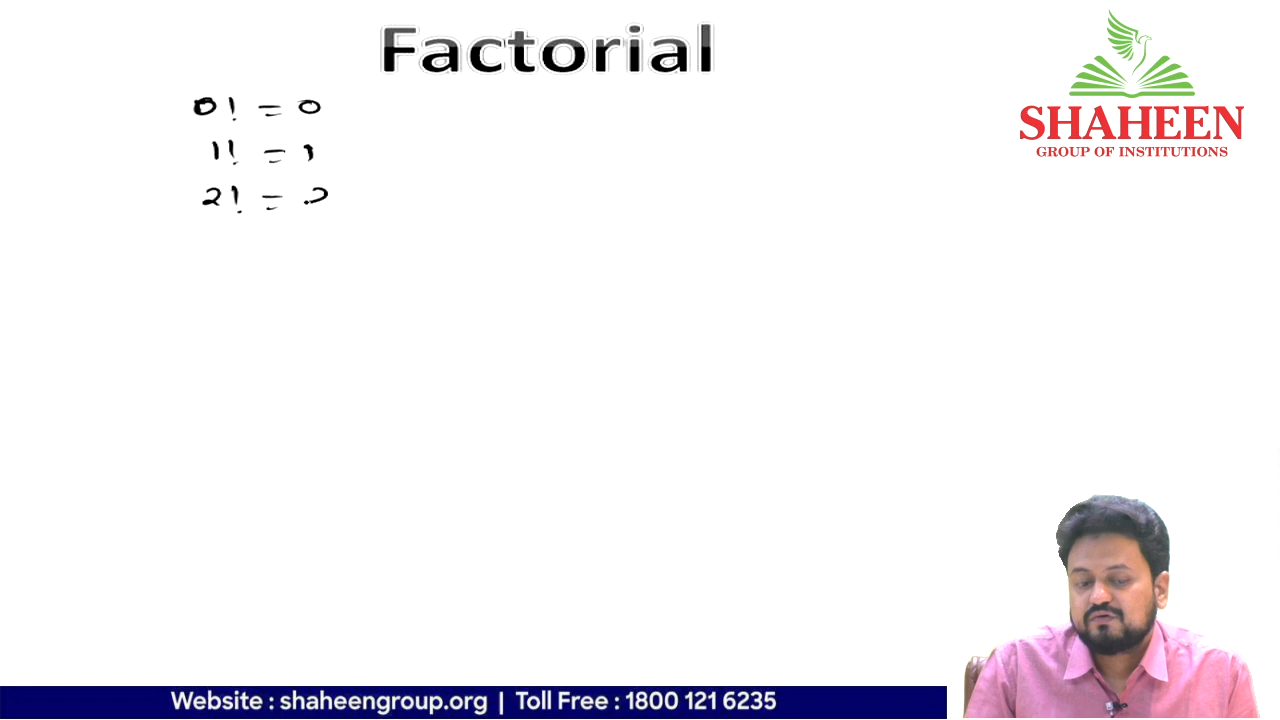 Factorial
0! = 0
1! = 1
2! = 2
SHAHEEN
GROUP OF INSTITUTIONS
Website : shaheengroup.org | Toll Free : 1800 121 6235